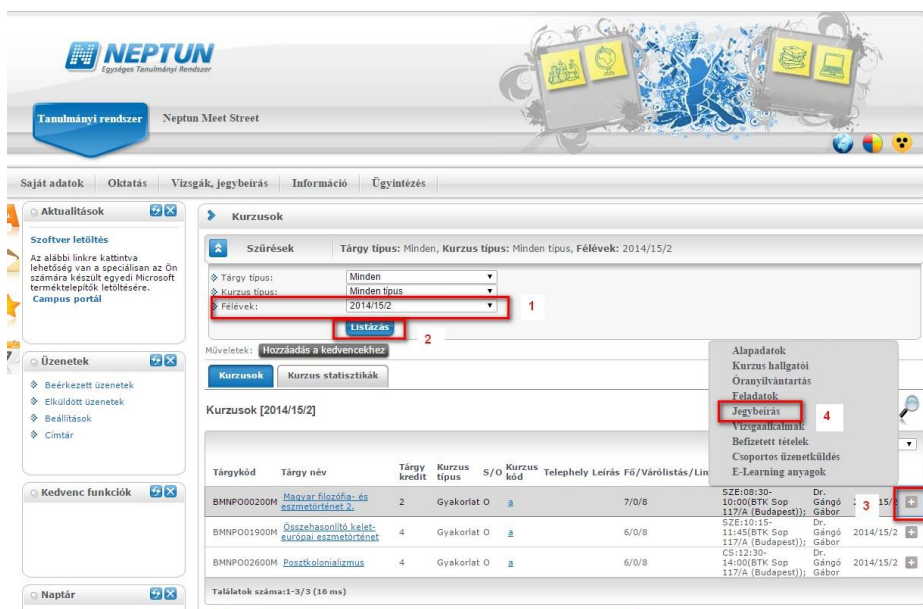 NEPTUN
Egységes Tanulmányi Rendszer
Tanulmányi rendszer
Neptun Meet Street
Saját adatok Oktatás Vizsgák, jegybeírás Információ Ügyintézés
Aktualitások
Szoftver letöltés
Az alábbi linkre kattintva
lehetőség van a speciálisan az Ön
számára készült egyedi Microsoft
terméktelepítők letöltésére.
Campus portál
Üzenetek
Beérkezett üzenetek
Elküldött üzenetek
Beállítások
Címtár
Kedvenc funkciók
Naptár
Kurzusok
Szűrések Tárgy típus: Minden, Kurzus típus: Minden típus, Félévek: 2014/15/2
Tárgy típus: Minden
Kurzus típus: Minden típus
Félévek: 2014/15/2 1
Listázás 2
Műveletek: Hozzáadás a kedvencekhez
Kurzusok Kurzus statisztikák
Kurzusok [2014/15/2]
Alapadatok
Kurzus hallgatói
Óranyilvántartás
Feladatok
Jegybeírás 4
Vizsgaalkalmak
Befizetett tételek
Csoportos üzenetküldés
E-Learning anyagok
Tárgykód Tárgy név Tárgy kredit Kurzus típus S/O Kurzus kód Telephely Leírás Fő/Várólistás/Lim
BMNPO00200M Magyar filozófia- és eszmetörténet 2. 2 Gyakorlat O a 7/0/8 SZE:08:30-10:00(BTK Sop 117/A (Budapest)); Dr. Gángó Gábor 3 15/2
BMNPO01900M Összehasonlító kelet-európai eszmetörténet 4 Gyakorlat O a 6/0/8 SZE:10:15-11:45(BTK Sop 117/A (Budapest)); Dr. Gángó Gábor 2014/15/2
BMNPO02600M Posztkolonializmus 4 Gyakorlat O a 6/0/8 CS:12:30-14:00(BTK Sop 117/A (Budapest)); Dr. Gángó Gábor 2014/15/2
Találatok száma:1-3/3 (16 ms)